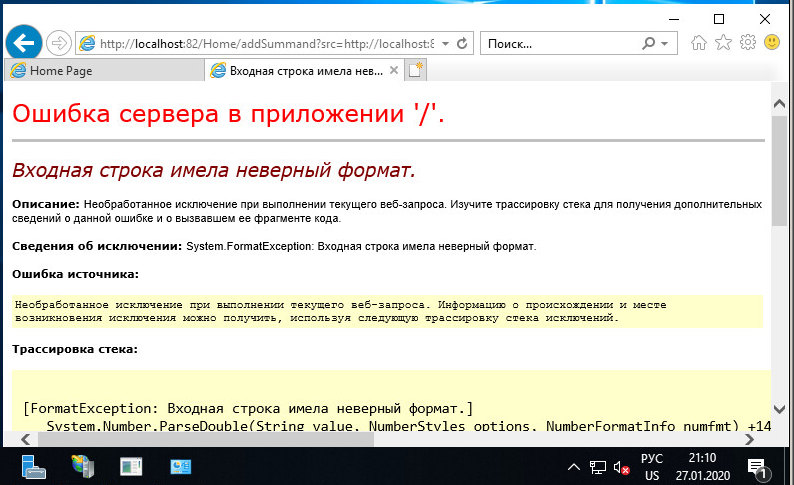 http://localhost:82/Home/addSummand?src=http://localhost:8
Поиск...
Home Page
Входная строка имела нев...
Ошибка сервера в приложении '/'.
Входная строка имела неверный формат.
Описание: Необработанное исключение при выполнении текущего веб-запроса. Изучите трассировку стека для получения дополнительных
сведений о данной ошибке и о вызвавшем ее фрагменте кода.
Сведения об исключении: System.FormatException: Входная строка имела неверный формат.
Ошибка источника:
Необработанное исключение при выполнении текущего веб-запроса. Информацию о происхождении и месте
возникновения исключения можно получить, используя следующую трассировку стека исключений.
Трассировка стека:
[FormatException: Входная строка имела неверный формат.]
System.Number.ParseDouble(String value, NumberStyles options, NumberFormatInfo numfmt) +14
РУС
21:10
US
27.01.2020
1